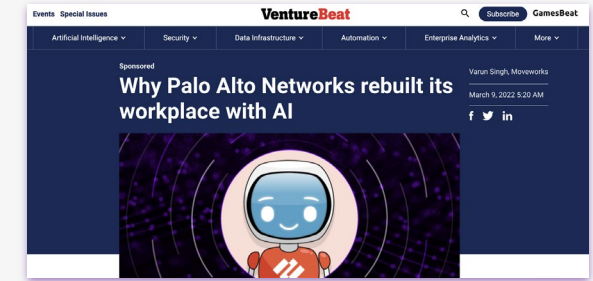 Events Special Issues
VentureBeat
Subscribe
GamesBeat
Artificial Intelligence
Security
Data Infrastructure
Automation
Enterprise Analytics
More
Sponsored
Why Palo Alto Networks rebuilt its
workplace with AI
Varun Singh, Moveworks
March 9, 2022 5:20 AM